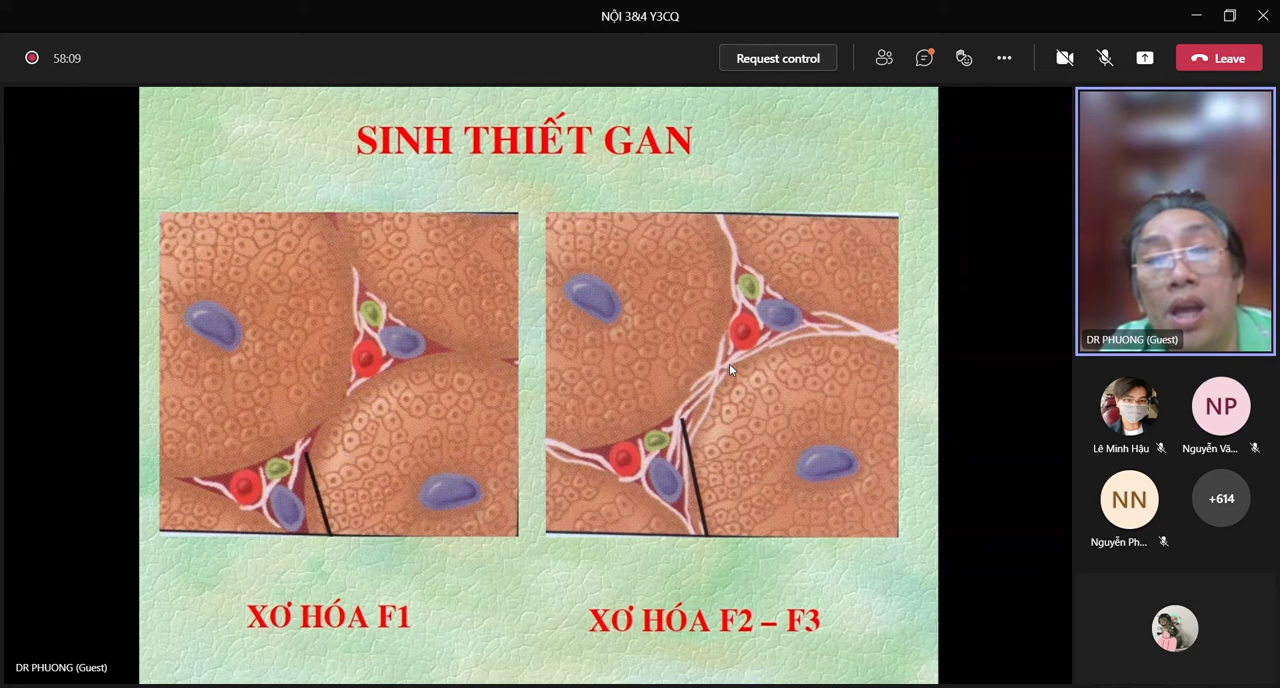 NỘI 3&4 Y3CQ
58:09
Request control
Leave
SINH THIẾT GAN
XƠ HÓA F1
XƠ HÓA F2 – F3
DR PHUONG (Guest)
DR PHUONG (Guest)
Lê Minh Hậu
NP
Nguyễn Vă...
NN
Nguyễn Ph...
+614